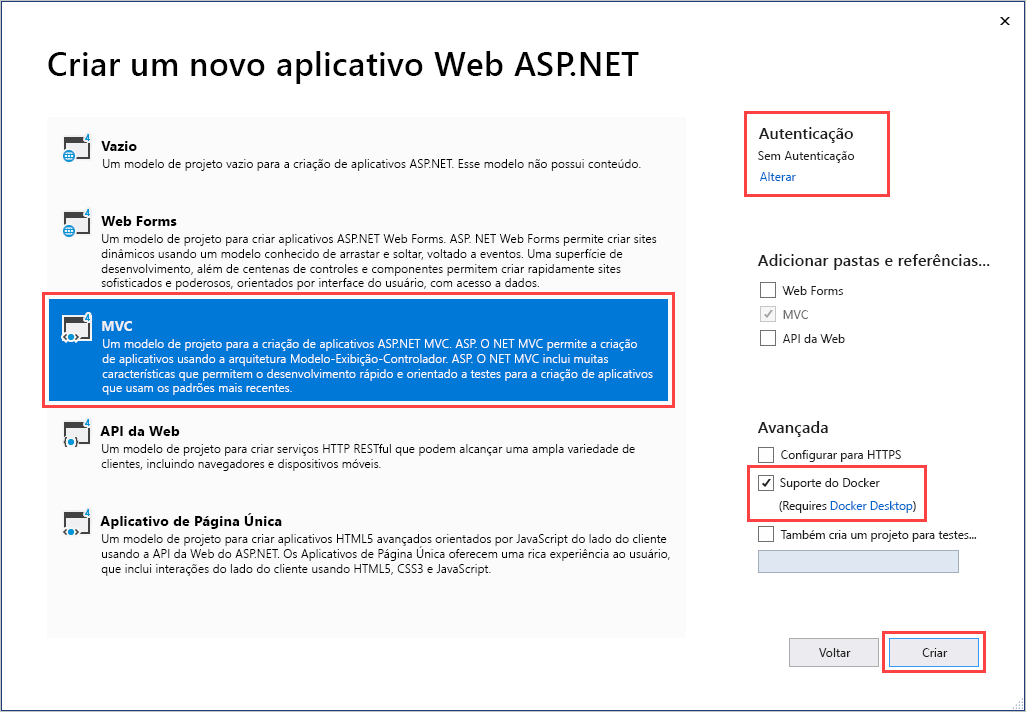 Criar um novo aplicativo Web ASP.NET
Vazio
Um modelo de projeto vazio para a criação de aplicativos ASP.NET. Esse modelo não possui conteúdo.
Web Forms
Um modelo de projeto para criar aplicativos ASP.NET Web Forms. ASP. NET Web Forms permite criar sites
dinâmicos usando um modelo conhecido de arrastar e soltar, voltado a eventos. Uma superfície de
desenvolvimento, além de centenas de controles e componentes permitem criar rapidamente sites
sofisticados e poderosos, orientados por interface do usuário, com acesso a dados.
MVC
Um modelo de projeto para a criação de aplicativos ASP.NET MVC. ASP. O NET MVC permite a criação
de aplicativos usando a arquitetura Modelo-Exibição-Controlador. ASP. O NET MVC inclui muitas
características que permitem o desenvolvimento rápido e orientado a testes para a criação de aplicativos
que usam os padrões mais recentes.
API da Web
Um modelo de projeto para criar serviços HTTP RESTful que podem alcançar uma ampla variedade de
clientes, incluindo navegadores e dispositivos móveis.
Aplicativo de Página Única
Um modelo de projeto para criar aplicativos HTML5 avançados orientados por JavaScript do lado do cliente
usando a API da Web do ASP.NET. Os Aplicativos de Página Única oferecem uma rica experiência ao usuário,
que inclui interações do lado do cliente usando HTML5, CSS3 e JavaScript.
Autenticação
Sem Autenticação
Alterar
Adicionar pastas e referências...
Web Forms
MVC
API da Web
Avançada
Configurar para HTTPS
Suporte do Docker
(Requires Docker Desktop)
Também cria um projeto para testes...
Voltar
Criar